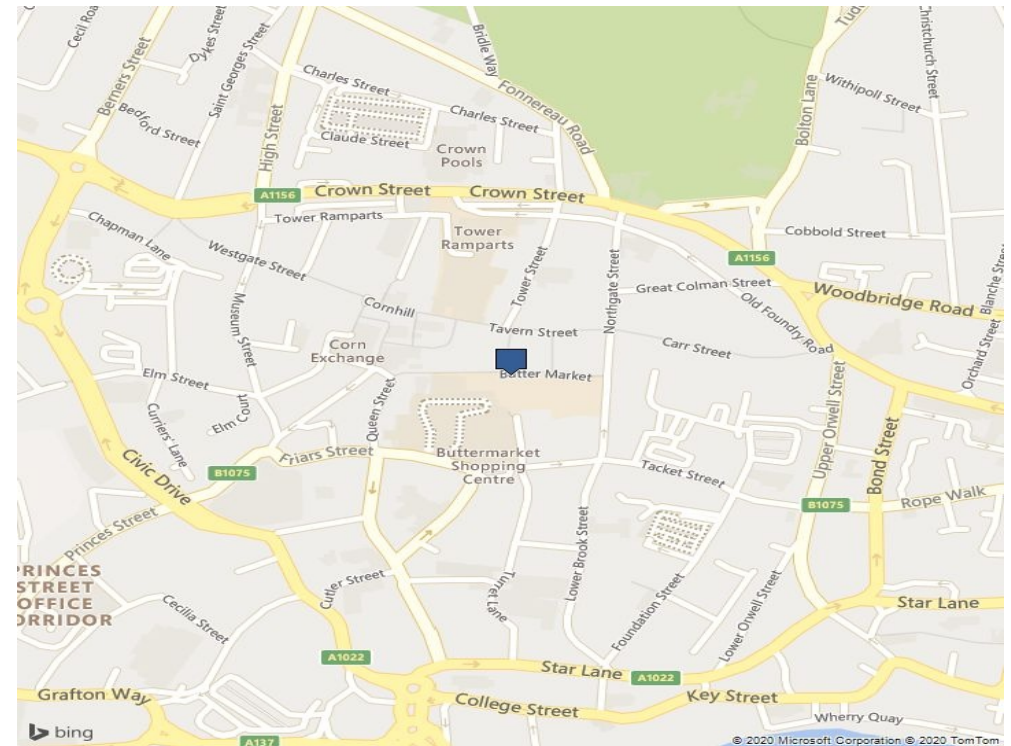 Cecil Roa
Berners Street
Dykes Street
Saint Georges Street
Bridle Way
Tud
Christchurch Street
Charles Street
Fonnereau Road
Withipoll Street
Bolton Lane
Bedford Street
High Street
Charles Street
Claude Street
Crown
Pools
A1156
Crown Street
Crown Street
Chapman Lane
Tower Ramparts
Tower
Ramparts
Cobbold Street
Westgate Street
Tower Street
Northgate Street
A1156
Blanche Stree
Great Colman Street
Woodbridge Road
Museum Street
Cornhill
Old Foundry Road
Tavern Street
Orchard Street
Corn
Exchange
Carr Street
Elm Street
Butter Market
Queen Street
Curriers' Lane
Elm Court
Upper Orwell Street
Bond Street
Friars Street
Buttermarket
Shopping
Centre
Civic Drive
B1075
Tacket Street
Rope Walk
B1075
Princes Street
Lower Brook Street
PRINCES
STREET
OFFICE
ORRIDOR
Cutler Street
Turret Lane
Foundation Street
Lower Orwell Street
Star Lane
Cecilia Street
A1022
Star Lane
A1022
Grafton Way
College Street
Key Street
Wherry Quay
bing
A137
© 2020 Microsoft Corporation © 2020 TomTom